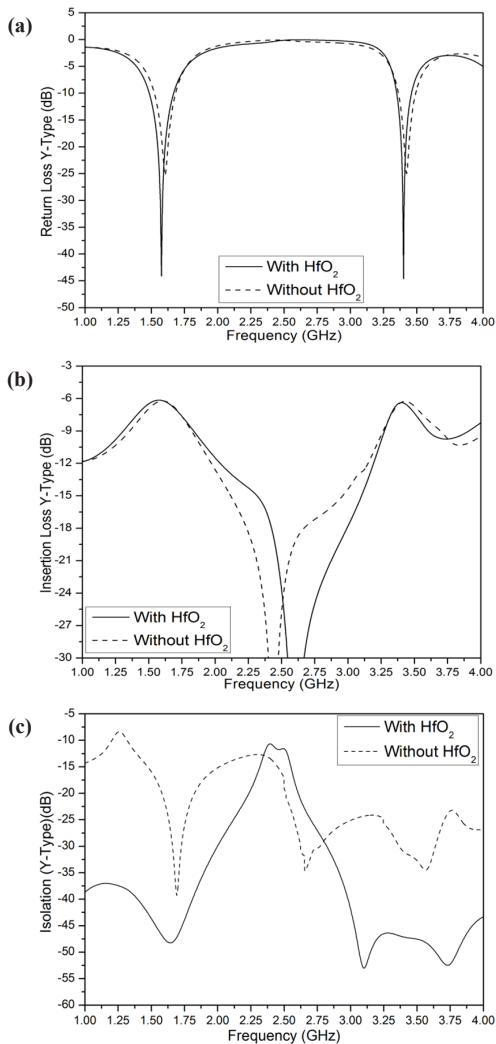 (a)
Return Loss Y-Type (dB)
5
0
-5
-10
-15
-20
-25
-30
-35
-40
-45
-50
With HfO₂
Without HfO₂
1.00 1.25 1.50 1.75 2.00 2.25 2.50 2.75 3.00 3.25 3.50 3.75 4.00
Frequency (GHz)
(b)
Insertion Loss Y-Type (dB)
-3
-6
-9
-12
-15
-18
-21
-24
-27
-30
With HfO₂
Without HfO₂
1.00 1.25 1.50 1.75 2.00 2.25 2.50 2.75 3.00 3.25 3.50 3.75 4.00
Frequency (GHz)
(c)
Isolation (Y-Type)(dB)
-5
-10
-15
-20
-25
-30
-35
-40
-45
-50
-55
-60
With HfO₂
Without HfO₂
1.00 1.25 1.50 1.75 2.00 2.25 2.50 2.75 3.00 3.25 3.50 3.75 4.00
Frequency (GHz)